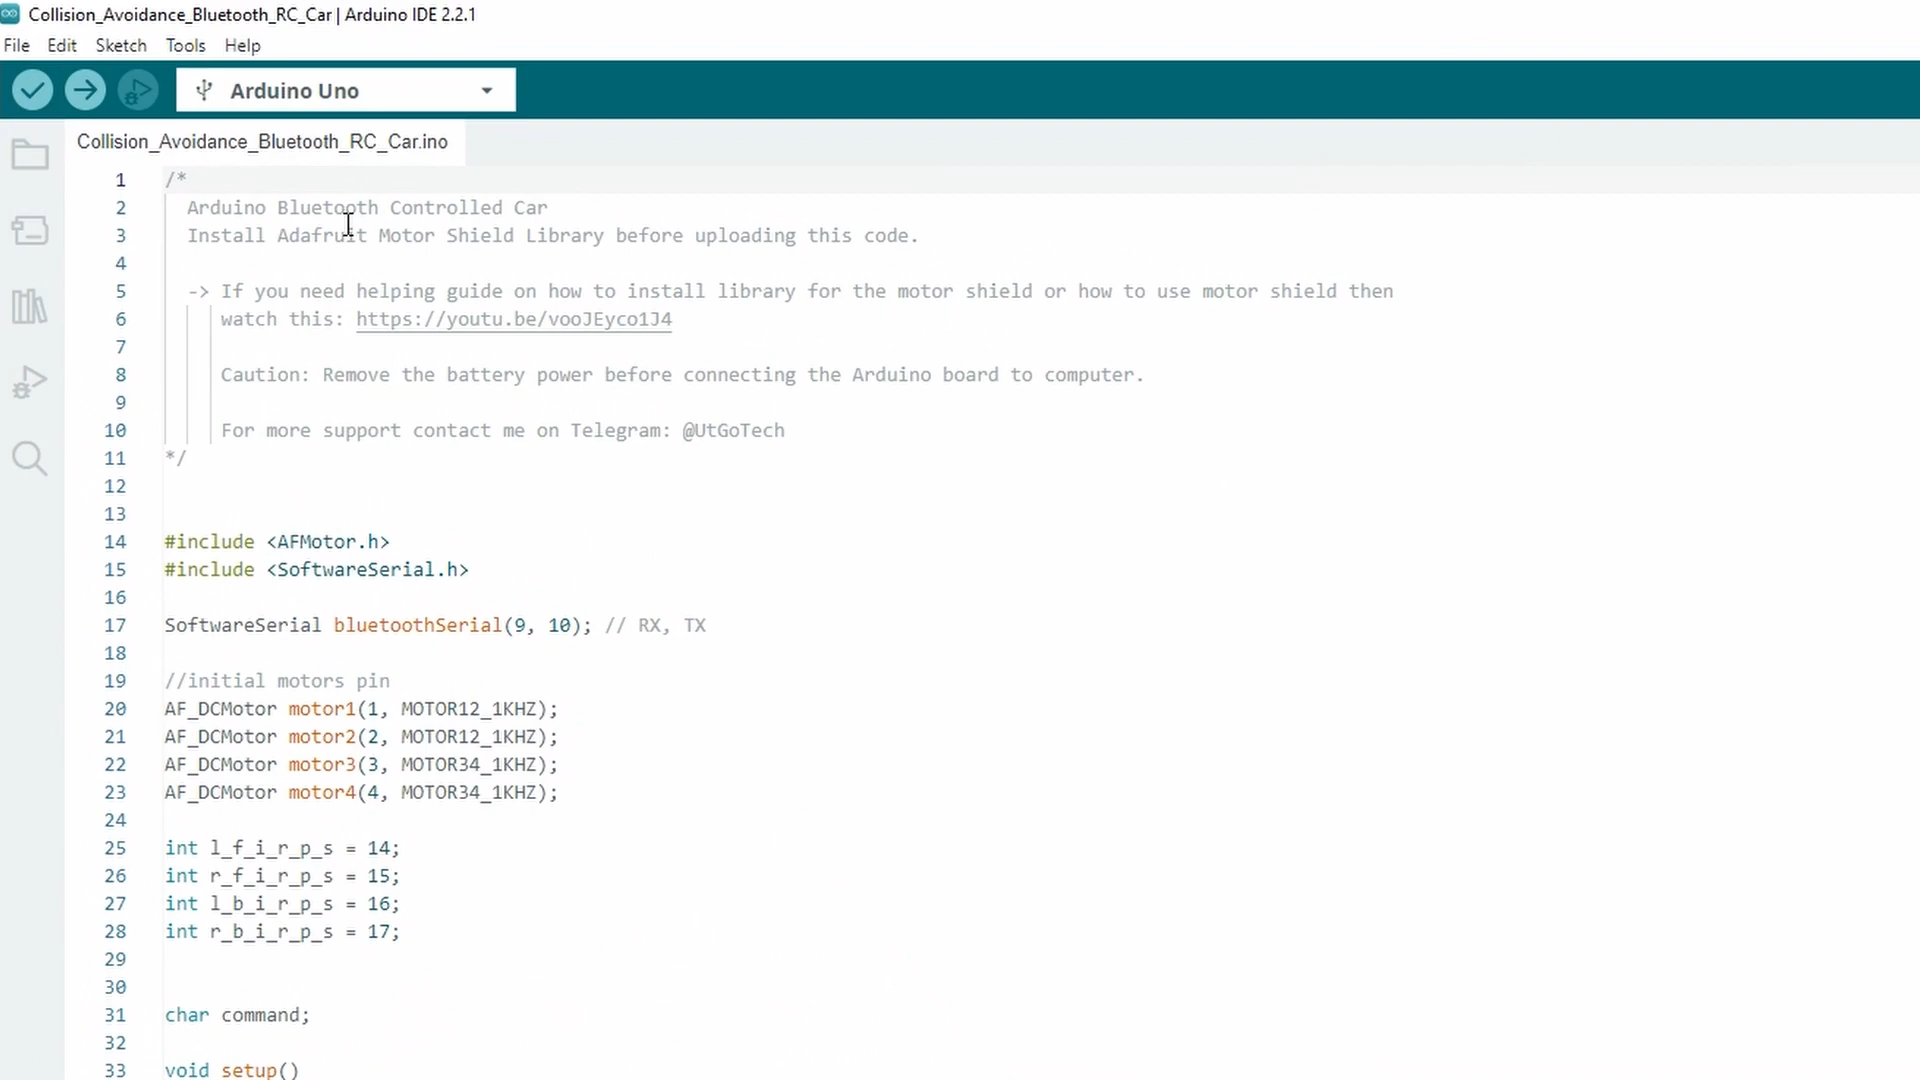 Collision_Avoidance_Bluetooth_RC_Car | Arduino IDE 2.2.1
File Edit Sketch Tools Help
Arduino Uno
Collision_Avoidance_Bluetooth_RC_Car.ino
1 /*
2 Arduino Bluetooth Controlled Car
3 Install Adafruit Motor Shield Library before uploading this code.
4
5 -> If you need helping guide on how to install library for the motor shield or how to use motor shield then
6 watch this: https://youtu.be/vooJEyco1J4
7
8 Caution: Remove the battery power before connecting the Arduino board to computer.
9
10 For more support contact me on Telegram: @UtGoTech
11 */
12
13
14 #include <AFMotor.h>
15 #include <SoftwareSerial.h>
16
17 SoftwareSerial bluetoothSerial(9, 10); // RX, TX
18
19 //initial motors pin
20 AF_DCMotor motor1(1, MOTOR12_1KHZ);
21 AF_DCMotor motor2(2, MOTOR12_1KHZ);
22 AF_DCMotor motor3(3, MOTOR34_1KHZ);
23 AF_DCMotor motor4(4, MOTOR34_1KHZ);
24
25 int l_f_i_r_p_s = 14;
26 int r_f_i_r_p_s = 15;
27 int l_b_i_r_p_s = 16;
28 int r_b_i_r_p_s = 17;
29
30
31 char command;
32
33 void setup()